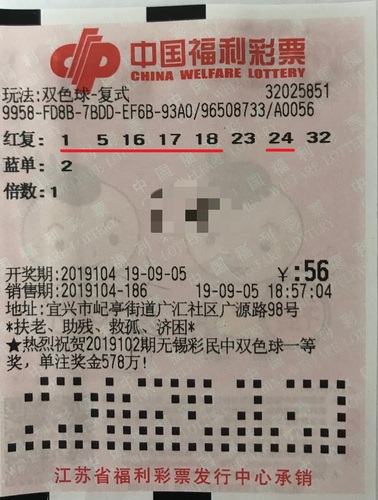 中国福利彩票
CHINA WELFARE LOTTERY
玩法:双色球-复式 32025851
9958-FD8B-7BDD-EF6B-93A0/96508733/A0056
红复: 1 5 16 17 18 23 24 32
蓝单: 2
倍数:1
开奖期:2019104 19-09-05 ¥:56
销售期:2019104-186 19-09-05 18:57:04
地址:宜兴市屺亭街道广汇社区广源路98号
*扶老、助残、救孤、济困*
★热烈祝贺2019102期无锡彩民中双色球一等
奖,单注奖金578万!
江苏省福利彩票发行中心承销